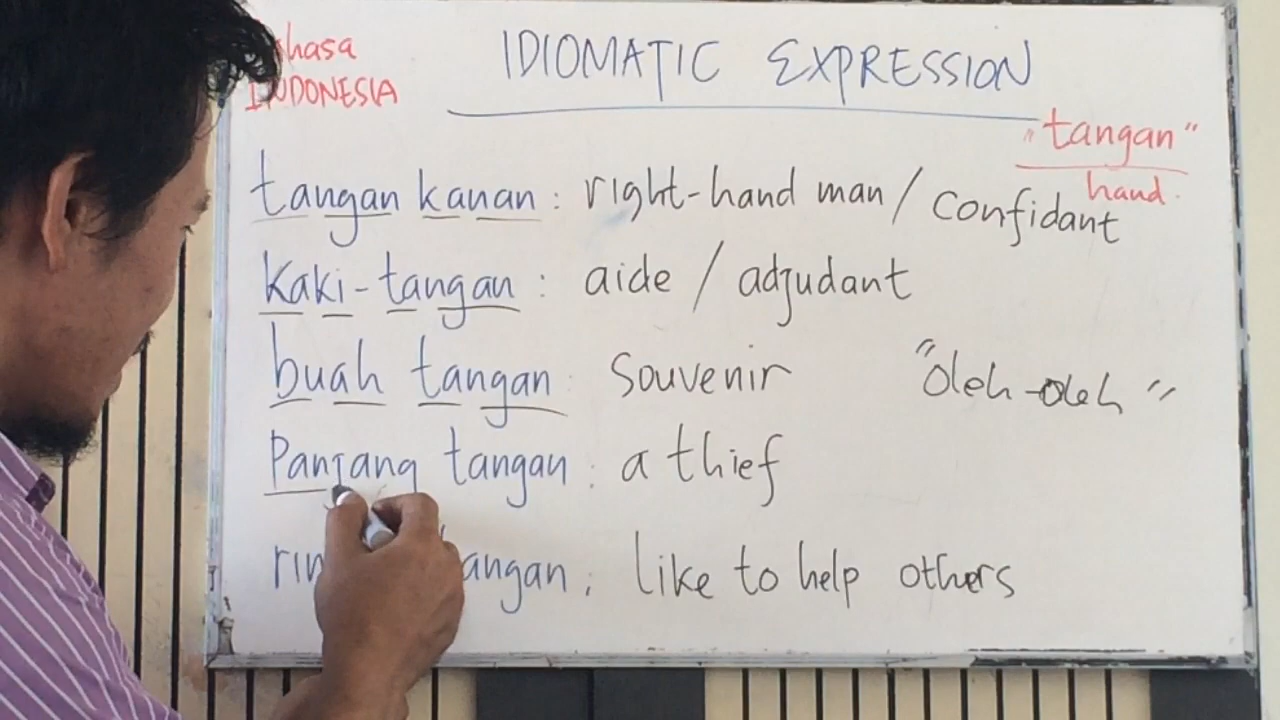 INDONESIA
IDIOMATIC EXPRESSION
"tangan"
hand.
tangan kanan : right-hand man / confidant
Kaki-tangan : aide / adjudant
buah tangan : souvenir "oleh-oleh"
Panjang tangan : a thief
: like to help others